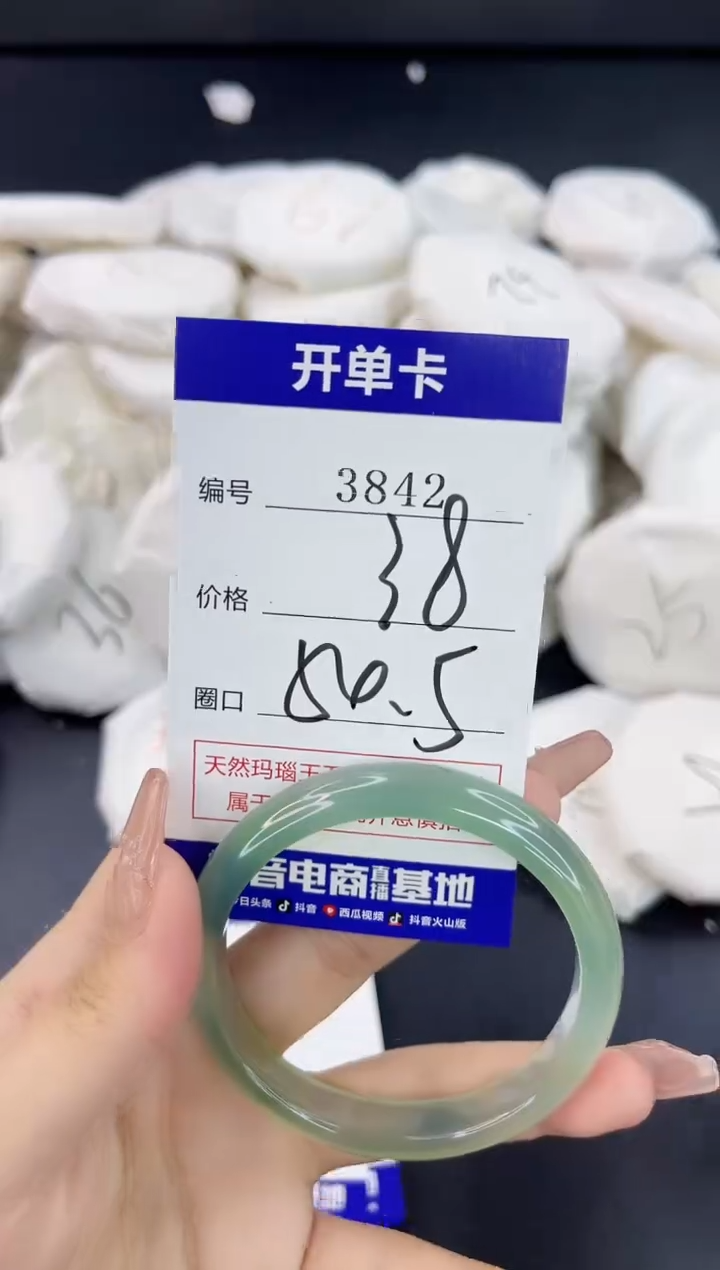 开单卡
编号 3842
价格 38
圈口 56.5
天然玛瑙玉
属于
音电商直播基地
日头条 抖音 西瓜视频 抖音火山版
36